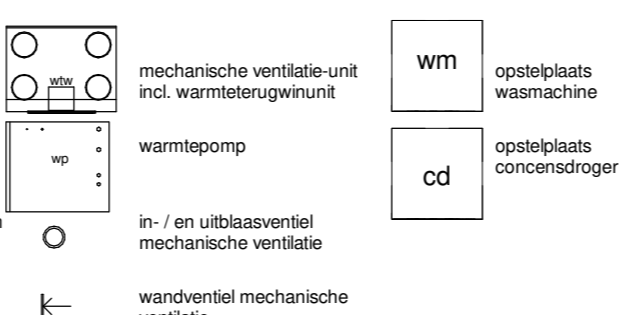 wtw
mechanische ventilatie-unit
incl. warmteterugwinunit
wp
warmtepomp
in- / en uitblaasventiel
mechanische ventilatie
wandventiel mechanische
wm
opstelplaats
wasmachine
cd
opstelplaats
concensdroger